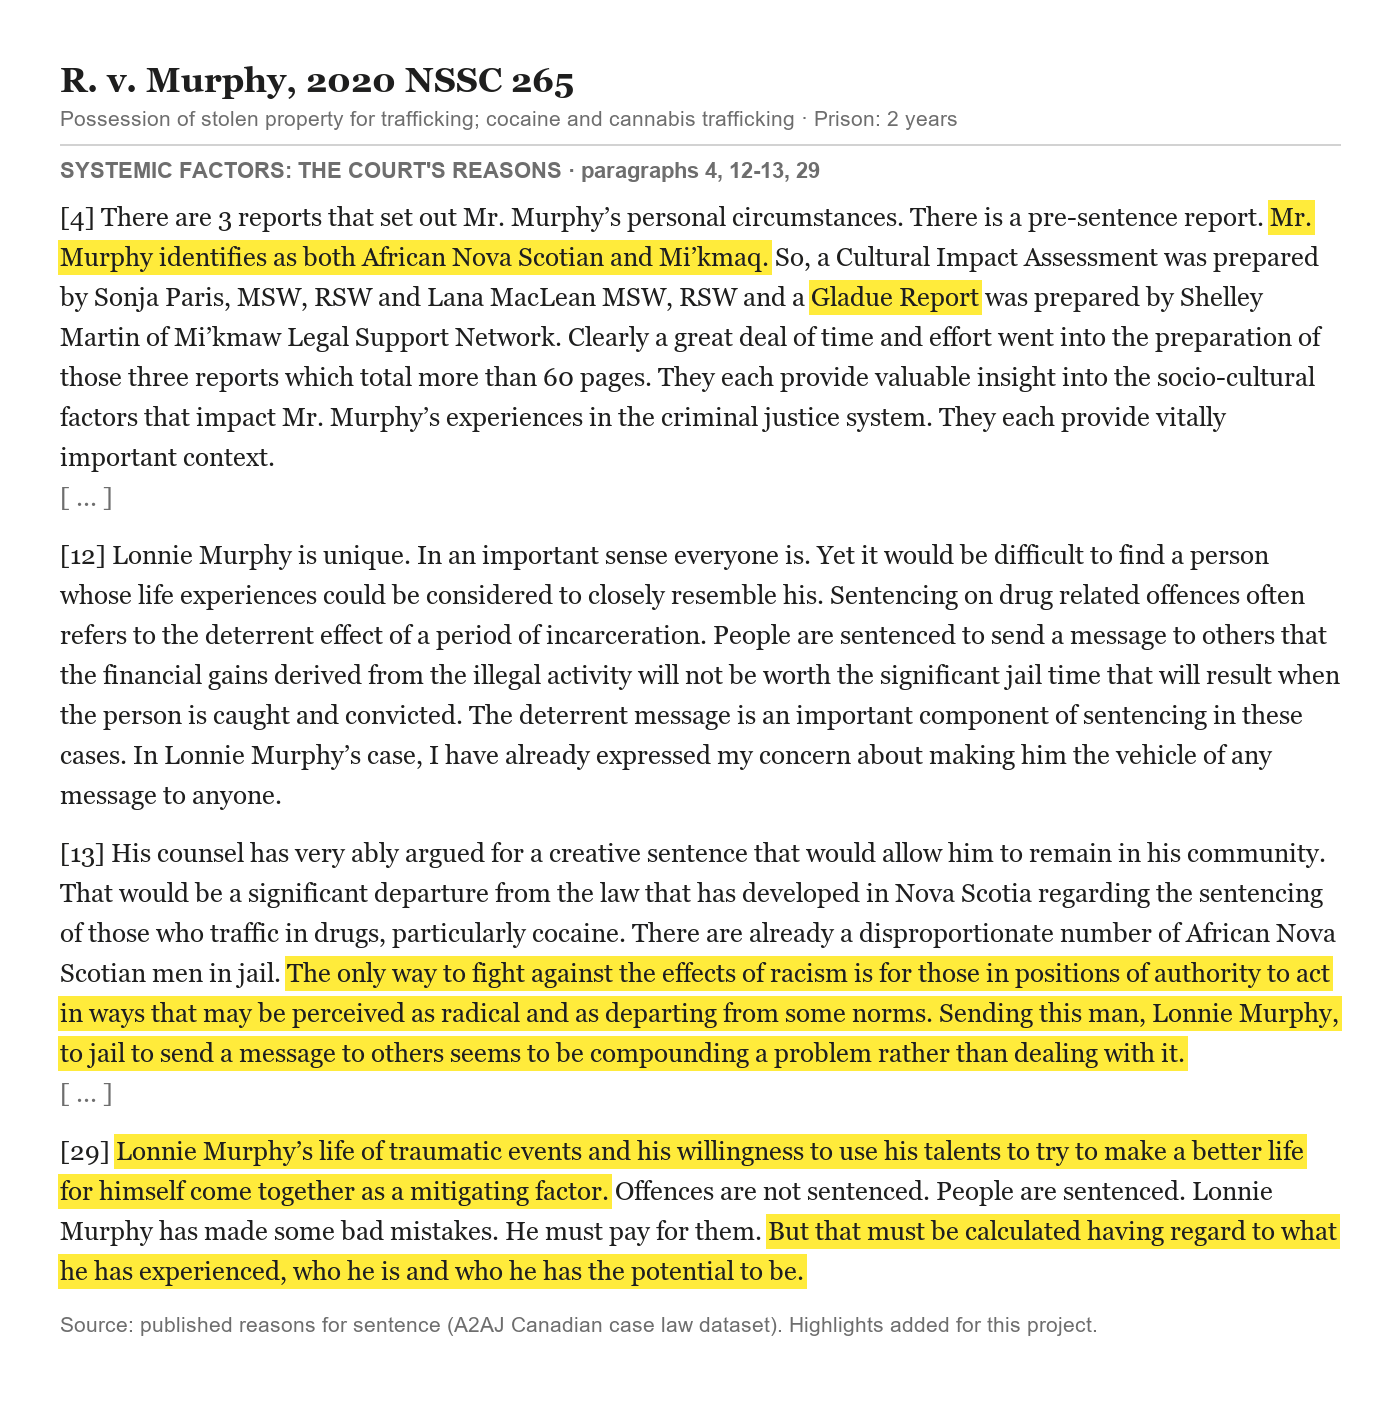 R. v. Murphy, 2020 NSSC 265
Possession of stolen property for trafficking; cocaine and cannabis trafficking · Prison: 2 years
SYSTEMIC FACTORS: THE COURT'S REASONS · paragraphs 4, 12-13, 29
[4] There are 3 reports that set out Mr. Murphy’s personal circumstances. There is a pre-sentence report. Mr.
Murphy identifies as both African Nova Scotian and Mi’kmaq. So, a Cultural Impact Assessment was prepared
by Sonja Paris, MSW, RSW and Lana MacLean MSW, RSW and a Gladue Report was prepared by Shelley
Martin of Mi’kmaw Legal Support Network. Clearly a great deal of time and effort went into the preparation of
those three reports which total more than 60 pages. They each provide valuable insight into the socio-cultural
factors that impact Mr. Murphy’s experiences in the criminal justice system. They each provide vitally
important context.
[ ... ]
[12] Lonnie Murphy is unique. In an important sense everyone is. Yet it would be difficult to find a person
whose life experiences could be considered to closely resemble his. Sentencing on drug related offences often
refers to the deterrent effect of a period of incarceration. People are sentenced to send a message to others that
the financial gains derived from the illegal activity will not be worth the significant jail time that will result when
the person is caught and convicted. The deterrent message is an important component of sentencing in these
cases. In Lonnie Murphy’s case, I have already expressed my concern about making him the vehicle of any
message to anyone.
[13] His counsel has very ably argued for a creative sentence that would allow him to remain in his community.
That would be a significant departure from the law that has developed in Nova Scotia regarding the sentencing
of those who traffic in drugs, particularly cocaine. There are already a disproportionate number of African Nova
Scotian men in jail. The only way to fight against the effects of racism is for those in positions of authority to act
in ways that may be perceived as radical and as departing from some norms. Sending this man, Lonnie Murphy,
to jail to send a message to others seems to be compounding a problem rather than dealing with it.
[ ... ]
[29] Lonnie Murphy’s life of traumatic events and his willingness to use his talents to try to make a better life
for himself come together as a mitigating factor. Offences are not sentenced. People are sentenced. Lonnie
Murphy has made some bad mistakes. He must pay for them. But that must be calculated having regard to what
he has experienced, who he is and who he has the potential to be.
Source: published reasons for sentence (A2AJ Canadian case law dataset). Highlights added for this project.